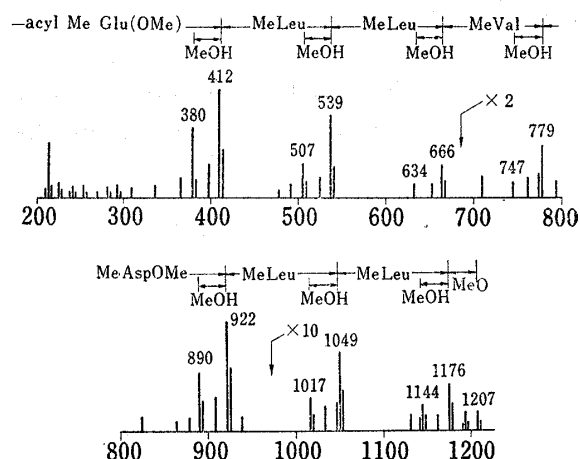 —acyl Me Glu(OMe) MeLeu MeLeu MeVal
MeOH MeOH MeOH MeOH
412
380
539
507
× 2
666
634
779
747
200 300 400 500 600 700 800
MeAspOMe MeLeu MeLeu
MeOH MeOH MeOH MeO
922
890
× 10
1049
1017
1176
1144
1207
800 900 1000 1100 1200